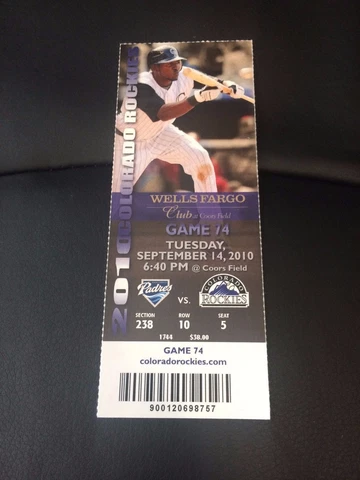 2010 COLORADO ROCKIES
WELLS FARGO
Club at Coors Field
GAME 74
TUESDAY,
SEPTEMBER 14, 2010
6:40 PM @ Coors Field
Padres VS. COLORADO ROCKIES
SECTION ROW SEAT
238 10 5
1744 $38.00
GAME 74
coloradorockies.com
900120698757